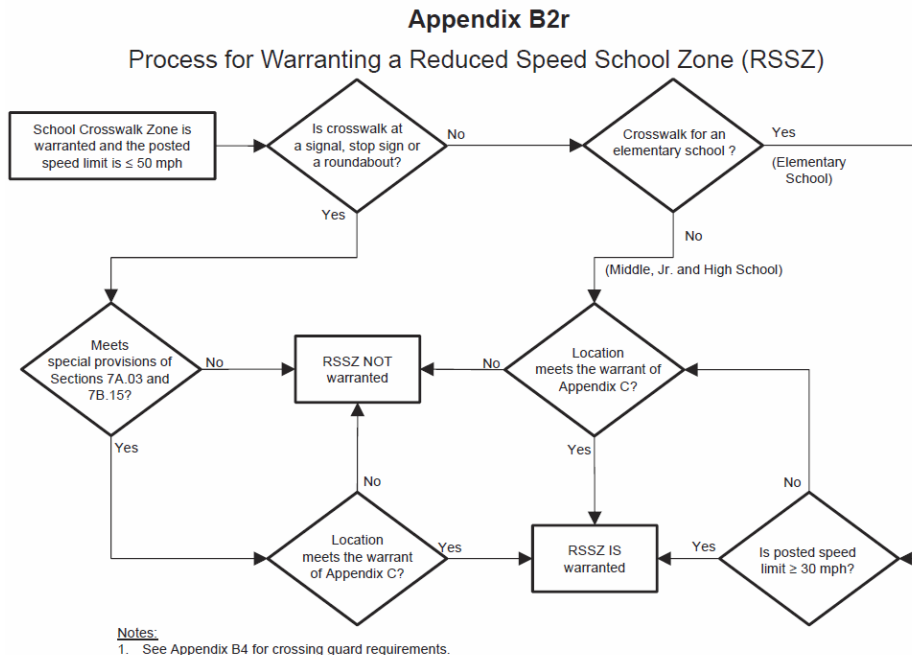 Appendix B2r
Process for Warranting a Reduced Speed School Zone (RSSZ)
School Crosswalk Zone is
warranted and the posted
speed limit is ≤ 50 mph
Is crosswalk at
a signal, stop sign or
a roundabout?
No
Crosswalk for an
elementary school ?
Yes
(Elementary
School)
Yes
No
(Middle, Jr. and High School)
Meets
special provisions of
Sections 7A.03 and
7B.15?
No
RSSZ NOT
warranted
No
Location
meets the warrant of
Appendix C?
Yes
No
Yes
No
Location
meets the warrant
of Appendix C?
Yes
RSSZ IS
warranted
Yes
Is posted speed
limit ≥ 30 mph?
Notes:
1. See Appendix B4 for crossing guard requirements.